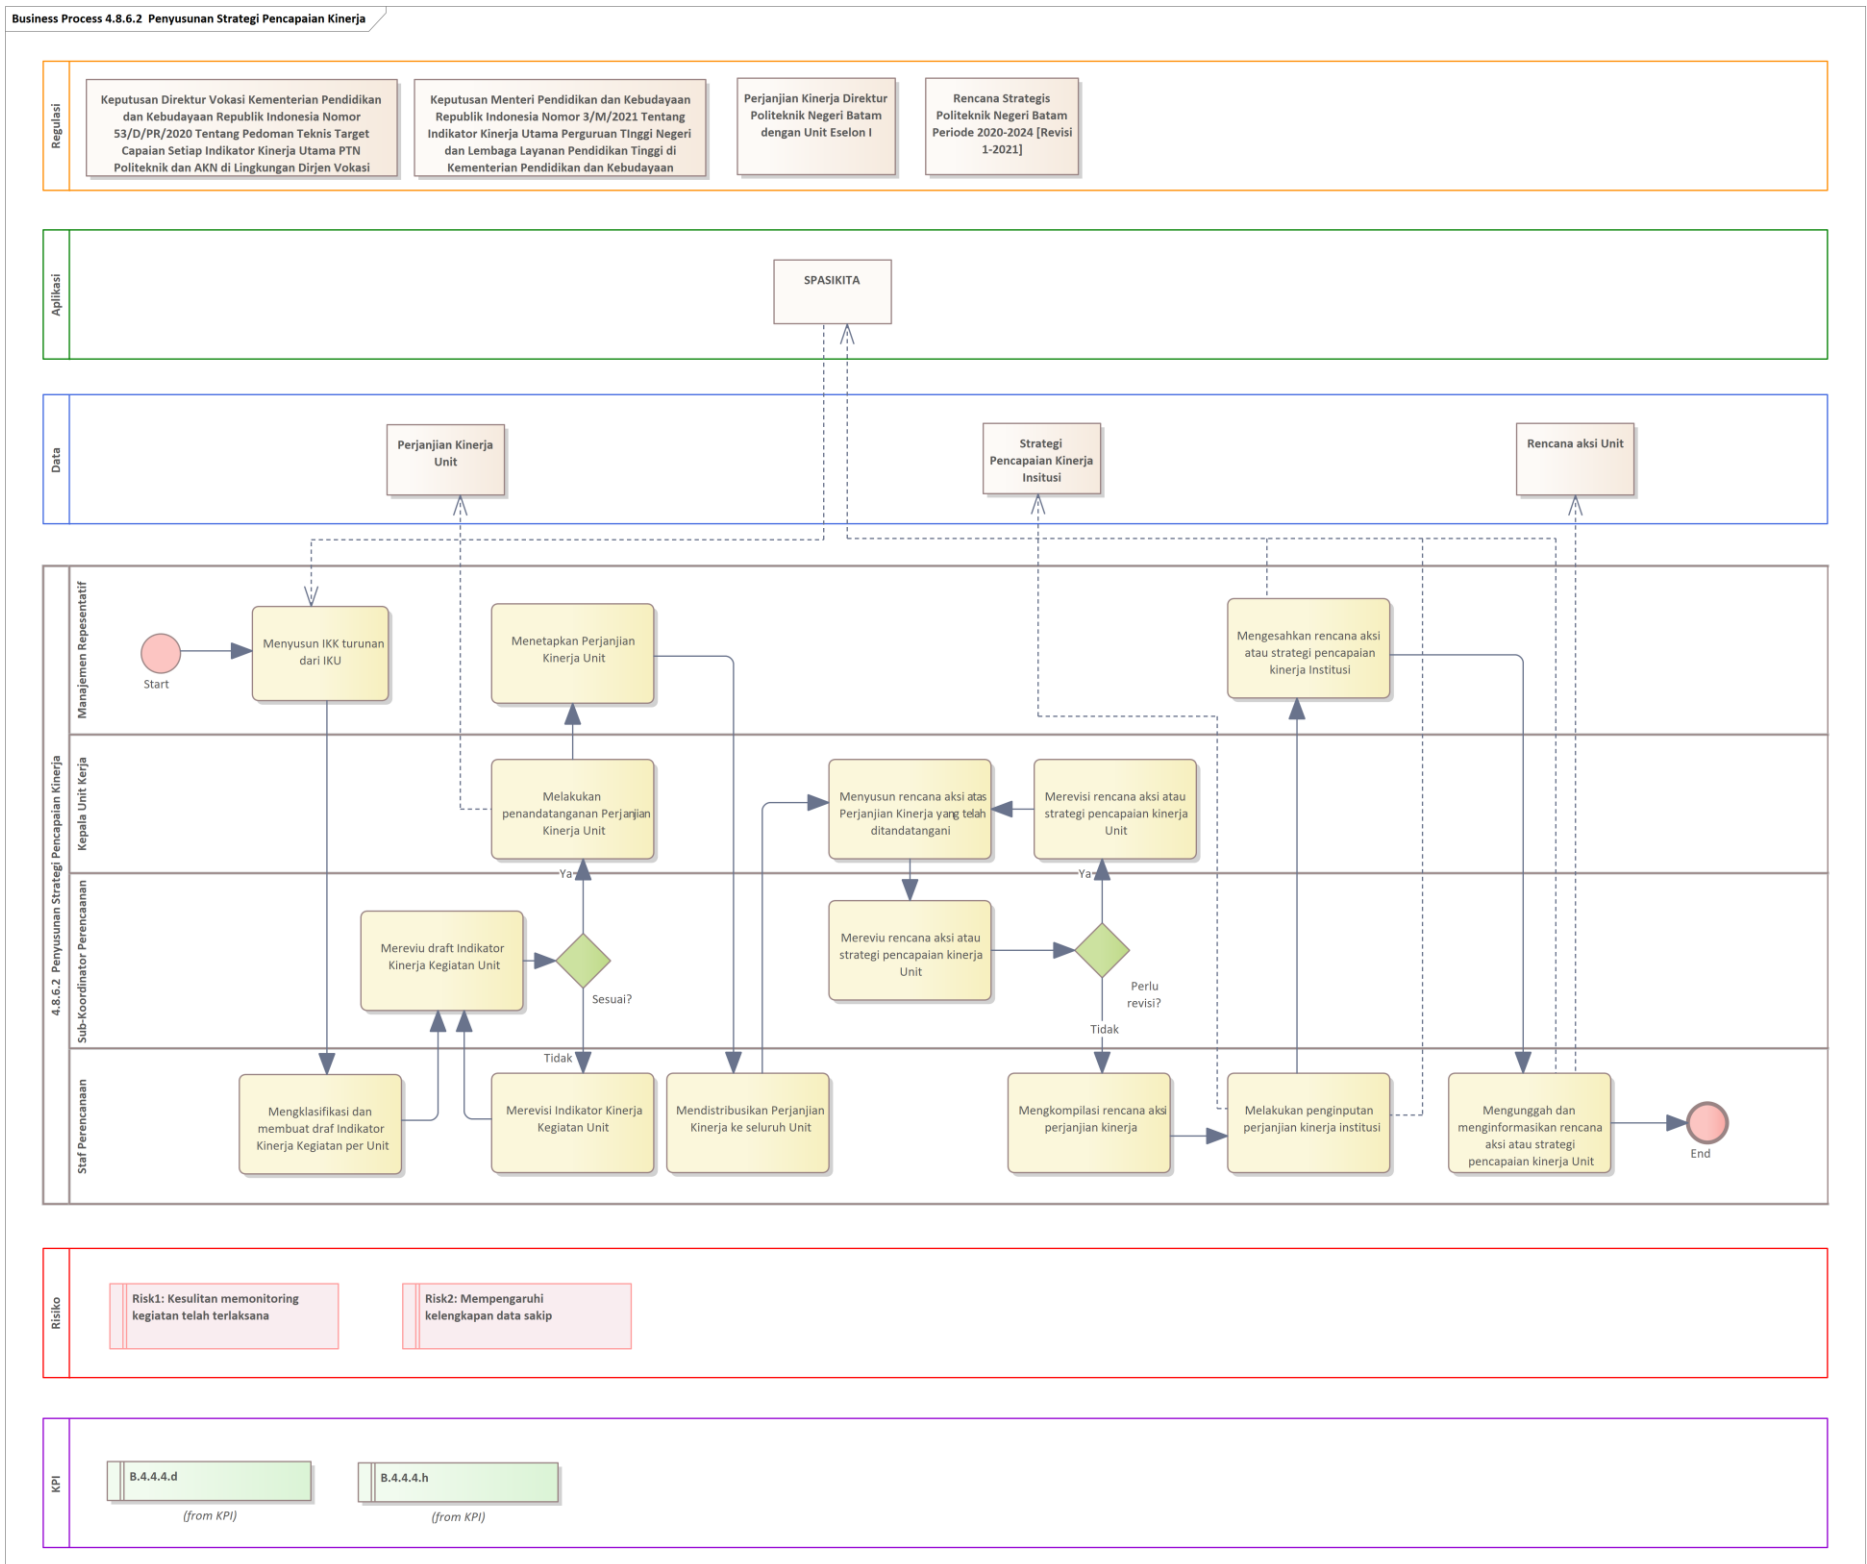 Business Process 4.8.6.2 Penyusunan Strategi Pencapaian Kinerja
Regulasi
Keputusan Direktur Vokasi Kementerian Pendidikan
dan Kebudayaan Republik Indonesia Nomor
53/D/PR/2020 Tentang Pedoman Teknis Target
Capaian Setiap Indikator Kinerja Utama PTN
Politeknik dan AKN di Lingkungan Dirjen Vokasi
Keputusan Menteri Pendidikan dan Kebudayaan
Republik Indonesia Nomor 3/M/2021 Tentang
Indikator Kinerja Utama Perguruan TInggi Negeri
dan Lembaga Layanan Pendidikan Tinggi di
Kementerian Pendidikan dan Kebudayaan
Perjanjian Kinerja Direktur
Politeknik Negeri Batam
dengan Unit Eselon I
Rencana Strategis
Politeknik Negeri Batam
Periode 2020-2024 [Revisi
1-2021]
Aplikasi
SPASIKITA
Data
Perjanjian Kinerja
Unit
Strategi
Pencapaian Kinerja
Insitusi
Rencana aksi Unit
4.8.6.2 Penyusunan Strategi Pencapaian Kinerja
Manajemen Repesentatif
Start
Menyusun IKK turunan
dari IKU
Menetapkan Perjanjian
Kinerja Unit
Mengesahkan rencana aksi
atau strategi pencapaian
kinerja Institusi
Kepala Unit Kerja
Melakukan
penandatanganan Perjanjian
Kinerja Unit
Menyusun rencana aksi atas
Perjanjian Kinerja yang telah
ditandatangani
Merevisi rencana aksi atau
strategi pencapaian kinerja
Unit
Ya
Ya
Sub-Koordinator Perencanaan
Mereviu draft Indikator
Kinerja Kegiatan Unit
Sesuai?
Mereviu rencana aksi atau
strategi pencapaian kinerja
Unit
Perlu
revisi?
Tidak
Tidak
Staf Perencanaan
Mengklasifikasi dan
membuat draf Indikator
Kinerja Kegiatan per Unit
Merevisi Indikator Kinerja
Kegiatan Unit
Mendistribusikan Perjanjian
Kinerja ke seluruh Unit
Mengkompilasi rencana aksi
perjanjian kinerja
Melakukan penginputan
perjanjian kinerja institusi
Mengunggah dan
menginformasikan rencana
aksi atau strategi
pencapaian kinerja Unit
End
Risiko
Risk1: Kesulitan memonitoring
kegiatan telah terlaksana
Risk2: Mempengaruhi
kelengkapan data sakip
KPI
B.4.4.4.d
(from KPI)
B.4.4.4.h
(from KPI)